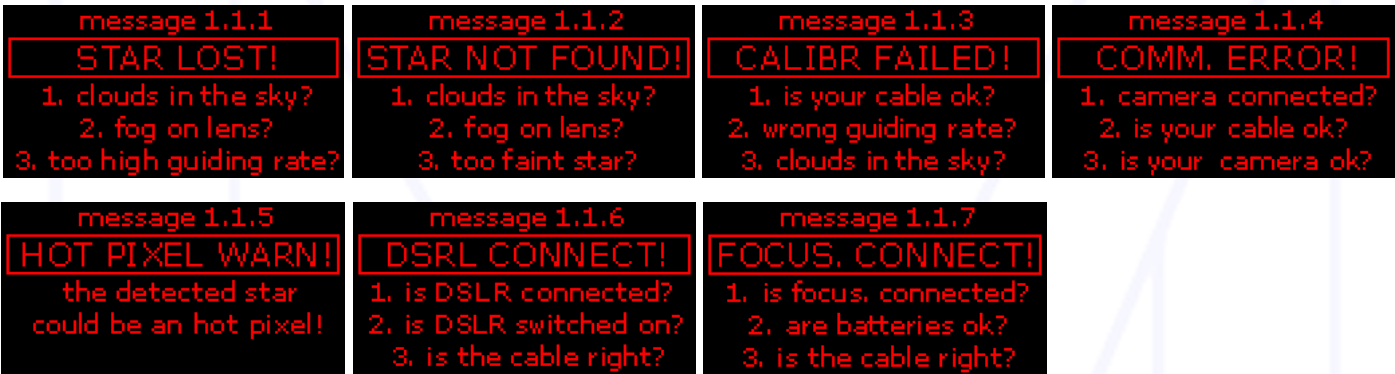 message 1.1.1
STAR LOST!
1. clouds in the sky?
2. fog on lens?
3. too high guiding rate?
message 1.1.2
STAR NOT FOUND!
1. clouds in the sky?
2. fog on lens?
3. too faint star?
message 1.1.3
CALIBR FAILED!
1. is your cable ok?
2. wrong guiding rate?
3. clouds in the sky?
message 1.1.4
COMM. ERROR!
1. camera connected?
2. is your cable ok?
3. is your camera ok?
message 1.1.5
HOT PIXEL WARN!
the detected star
could be an hot pixel!
message 1.1.6
DSRL CONNECT!
1. is DSLR connected?
2. is DSLR switched on?
3. is the cable right?
message 1.1.7
FOCUS. CONNECT!
1. is focus. connected?
2. are batteries ok?
3. is the cable right?